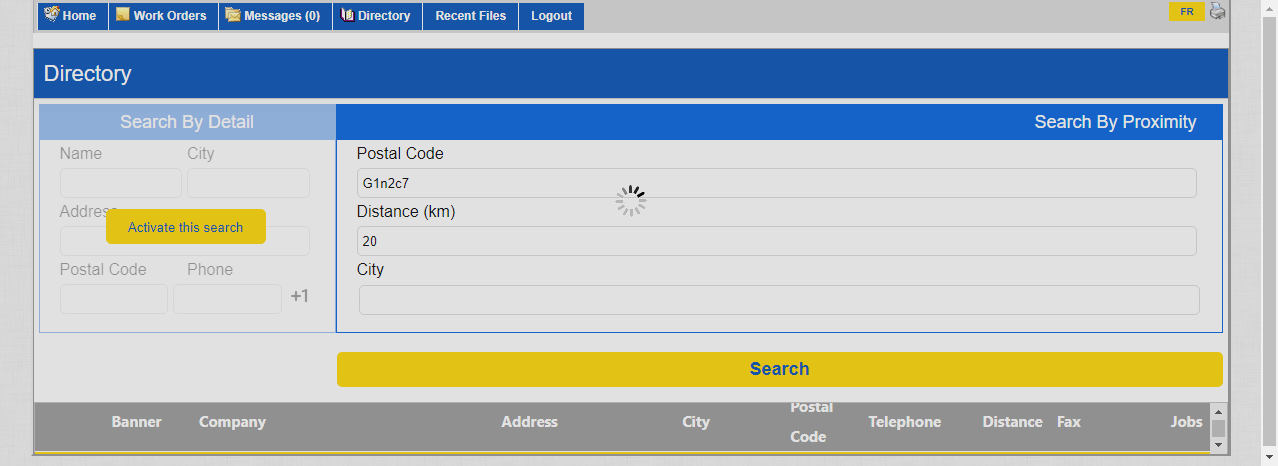 Home Work Orders Messages (0) Directory Recent Files Logout FR
Directory
Search By Detail Search By Proximity
Name City Postal Code
G1n2c7
Address Distance (km)
Activate this search 20
Postal Code Phone City
+1
Search
Banner Company Address City Postal Code Telephone Distance Fax Jobs